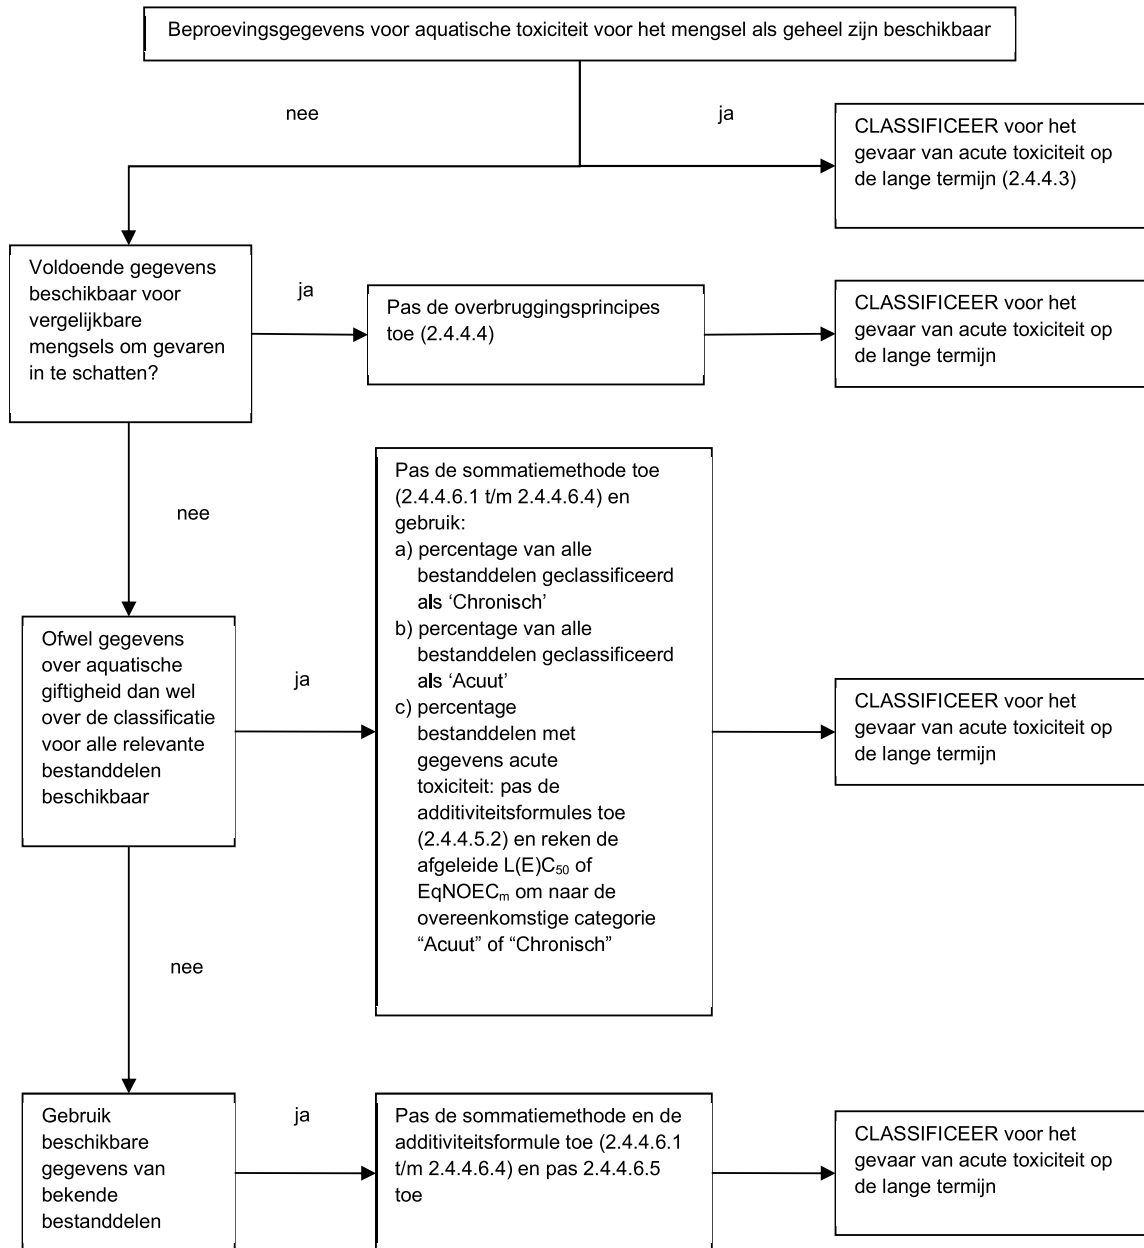 Beproevingsgegevens voor aquatische toxiciteit voor het mengsel als geheel zijn beschikbaar
nee
ja
CLASSIFICEER voor het
gevaar van acute toxiciteit op
de lange termijn (2.4.4.3)
Voldoende gegevens
beschikbaar voor
vergelijkbare
mengsels om gevaren
in te schatten?
ja
Pas de overbruggingsprincipes
toe (2.4.4.4)
CLASSIFICEER voor het
gevaar van acute toxiciteit op
de lange termijn
nee
Ofwel gegevens
over aquatische
giftigheid dan wel
over de classificatie
voor alle relevante
bestanddelen
beschikbaar
ja
Pas de sommatiemethode toe
(2.4.4.6.1 t/m 2.4.4.6.4) en
gebruik:
a) percentage van alle
bestanddelen geclassificeerd
als ‘Chronisch’
b) percentage van alle
bestanddelen geclassificeerd
als ‘Acuut’
c) percentage
bestanddelen met
gegevens acute
toxiciteit: pas de
additiviteitsformules toe
(2.4.4.5.2) en reken de
afgeleide L(E)C₅₀ of
EqNOECₘ om naar de
overeenkomstige categorie
“Acuut” of “Chronisch”
CLASSIFICEER voor het
gevaar van acute toxiciteit op
de lange termijn
nee
Gebruik
beschikbare
gegevens van
bekende
bestanddelen
ja
Pas de sommatiemethode en de
additiviteitsformule toe (2.4.4.6.1
t/m 2.4.4.6.4) en pas 2.4.4.6.5
toe
CLASSIFICEER voor het
gevaar van acute toxiciteit op
de lange termijn